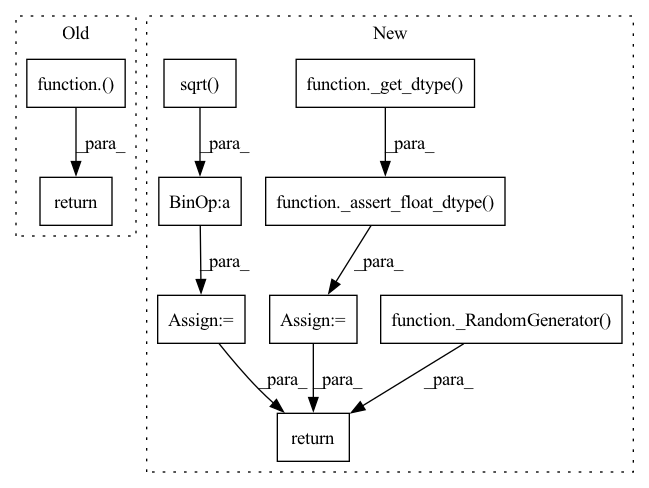 Old
New
function.()
sqrt()
function._get_dtype()
_para_
_para_
_para_
return
BinOp:a
function._assert_float_dtype()
_para_
_para_
Assign:=
Assign:=
function._RandomGenerator()
_para_
_para_
_para_
return